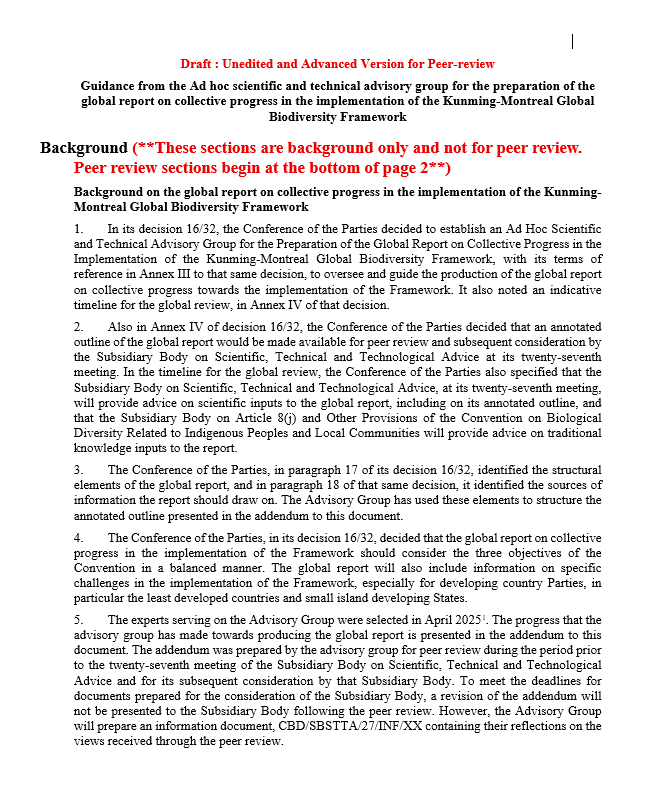 Draft : Unedited and Advanced Version for Peer-review
Guidance from the Ad hoc scientific and technical advisory group for the preparation of the
global report on collective progress in the implementation of the Kunming-Montreal Global
Biodiversity Framework
Background (**These sections are background only and not for peer review.
Peer review sections begin at the bottom of page 2**)
Background on the global report on collective progress in the implementation of the Kunming-
Montreal Global Biodiversity Framework
1. In its decision 16/32, the Conference of the Parties decided to establish an Ad Hoc Scientific
and Technical Advisory Group for the Preparation of the Global Report on Collective Progress in the
Implementation of the Kunming-Montreal Global Biodiversity Framework, with its terms of
reference in Annex III to that same decision, to oversee and guide the production of the global report
on collective progress towards the implementation of the Framework. It also noted an indicative
timeline for the global review, in Annex IV of that decision.
2. Also in Annex IV of decision 16/32, the Conference of the Parties decided that an annotated
outline of the global report would be made available for peer review and subsequent consideration by
the Subsidiary Body on Scientific, Technical and Technological Advice at its twenty-seventh
meeting. In the timeline for the global review, the Conference of the Parties also specified that the
Subsidiary Body on Scientific, Technical and Technological Advice, at its twenty-seventh meeting,
will provide advice on scientific inputs to the global report, including on its annotated outline, and
that the Subsidiary Body on Article 8(j) and Other Provisions of the Convention on Biological
Diversity Related to Indigenous Peoples and Local Communities will provide advice on traditional
knowledge inputs to the report.
3. The Conference of the Parties, in paragraph 17 of its decision 16/32, identified the structural
elements of the global report, and in paragraph 18 of that same decision, it identified the sources of
information the report should draw on. The Advisory Group has used these elements to structure the
annotated outline presented in the addendum to this document.
4. The Conference of the Parties, in its decision 16/32, decided that the global report on collective
progress in the implementation of the Framework should consider the three objectives of the
Convention in a balanced manner. The global report will also include information on specific
challenges in the implementation of the Framework, especially for developing country Parties, in
particular the least developed countries and small island developing States.
5. The experts serving on the Advisory Group were selected in April 2025¹. The progress that the
advisory group has made towards producing the global report is presented in the addendum to this
document. The addendum was prepared by the advisory group for peer review during the period prior
to the twenty-seventh meeting of the Subsidiary Body on Scientific, Technical and Technological
Advice and for its subsequent consideration by that Subsidiary Body. To meet the deadlines for
documents prepared for the consideration of the Subsidiary Body, a revision of the addendum will
not be presented to the Subsidiary Body following the peer review. However, the Advisory Group
will prepare an information document, CBD/SBSTTA/27/INF/XX containing their reflections on the
views received through the peer review.